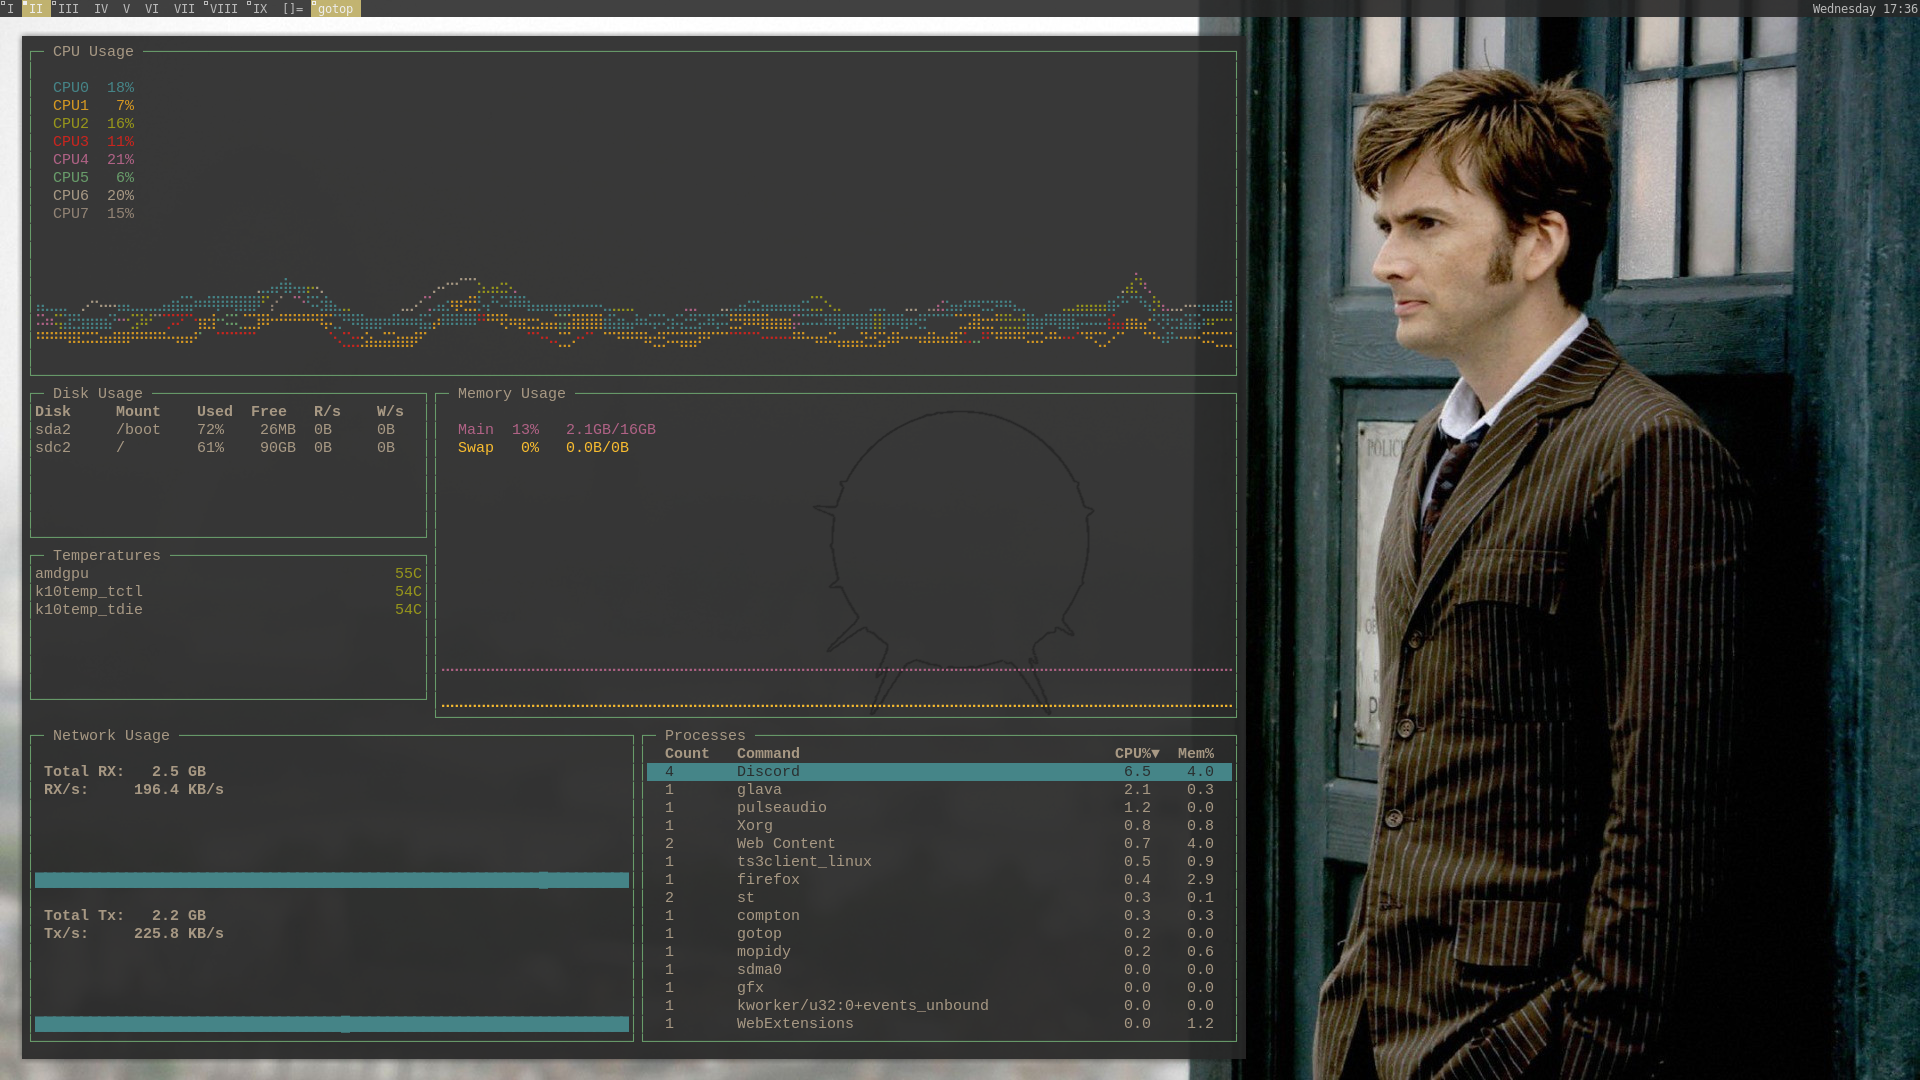 I II III IV V VI VII VIII IX []= gotop Wednesday 17:36
CPU Usage
CPU0 18%
CPU1 7%
CPU2 16%
CPU3 11%
CPU4 21%
CPU5 6%
CPU6 20%
CPU7 15%
Disk Usage
Disk Mount Used Free R/s W/s
sda2 /boot 72% 26MB 0B 0B
sdc2 / 61% 90GB 0B 0B
Memory Usage
Main 13% 2.1GB/16GB
Swap 0% 0.0B/0B
Temperatures
amdgpu 55C
k10temp_tctl 54C
k10temp_tdie 54C
Network Usage
Total RX: 2.5 GB
RX/s: 196.4 KB/s
Total Tx: 2.2 GB
Tx/s: 225.8 KB/s
Processes
Count Command CPU%▼ Mem%
4 Discord 6.5 4.0
1 glava 2.1 0.3
1 pulseaudio 1.2 0.0
1 Xorg 0.8 0.8
2 Web Content 0.7 4.0
1 ts3client_linux 0.5 0.9
1 firefox 0.4 2.9
2 st 0.3 0.1
1 compton 0.3 0.3
1 gotop 0.2 0.0
1 mopidy 0.2 0.6
1 sdma0 0.0 0.0
1 gfx 0.0 0.0
1 kworker/u32:0+events_unbound 0.0 0.0
1 WebExtensions 0.0 1.2
POLIC